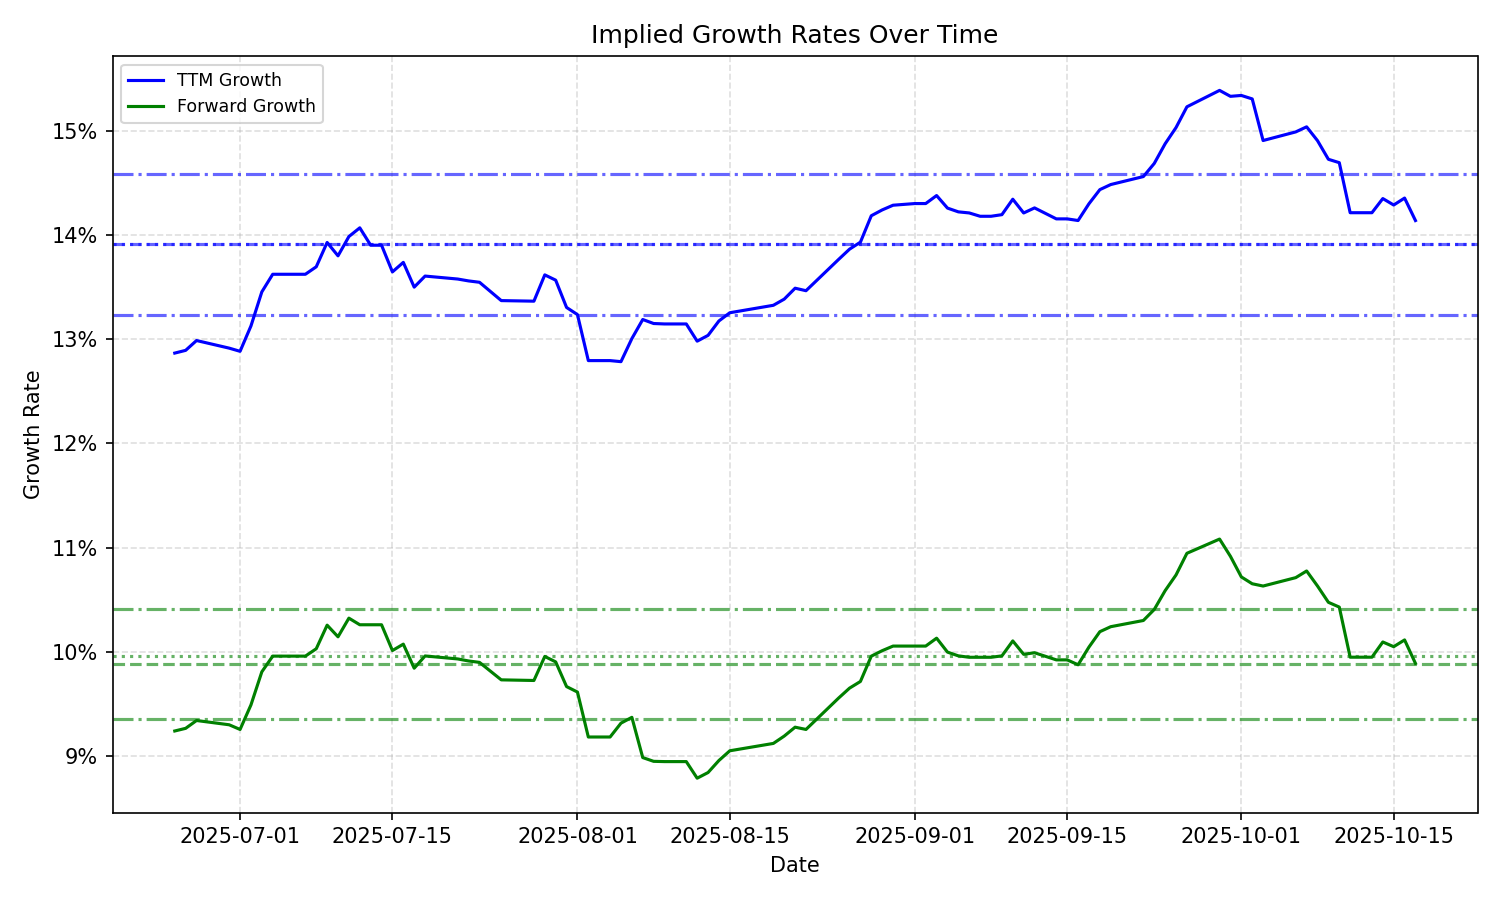 Implied Growth Rates Over Time
TTM Growth
Forward Growth
15%
14%
13%
12%
11%
10%
9%
Growth Rate
2025-07-01 2025-07-15 2025-08-01 2025-08-15 2025-09-01 2025-09-15 2025-10-01 2025-10-15
Date